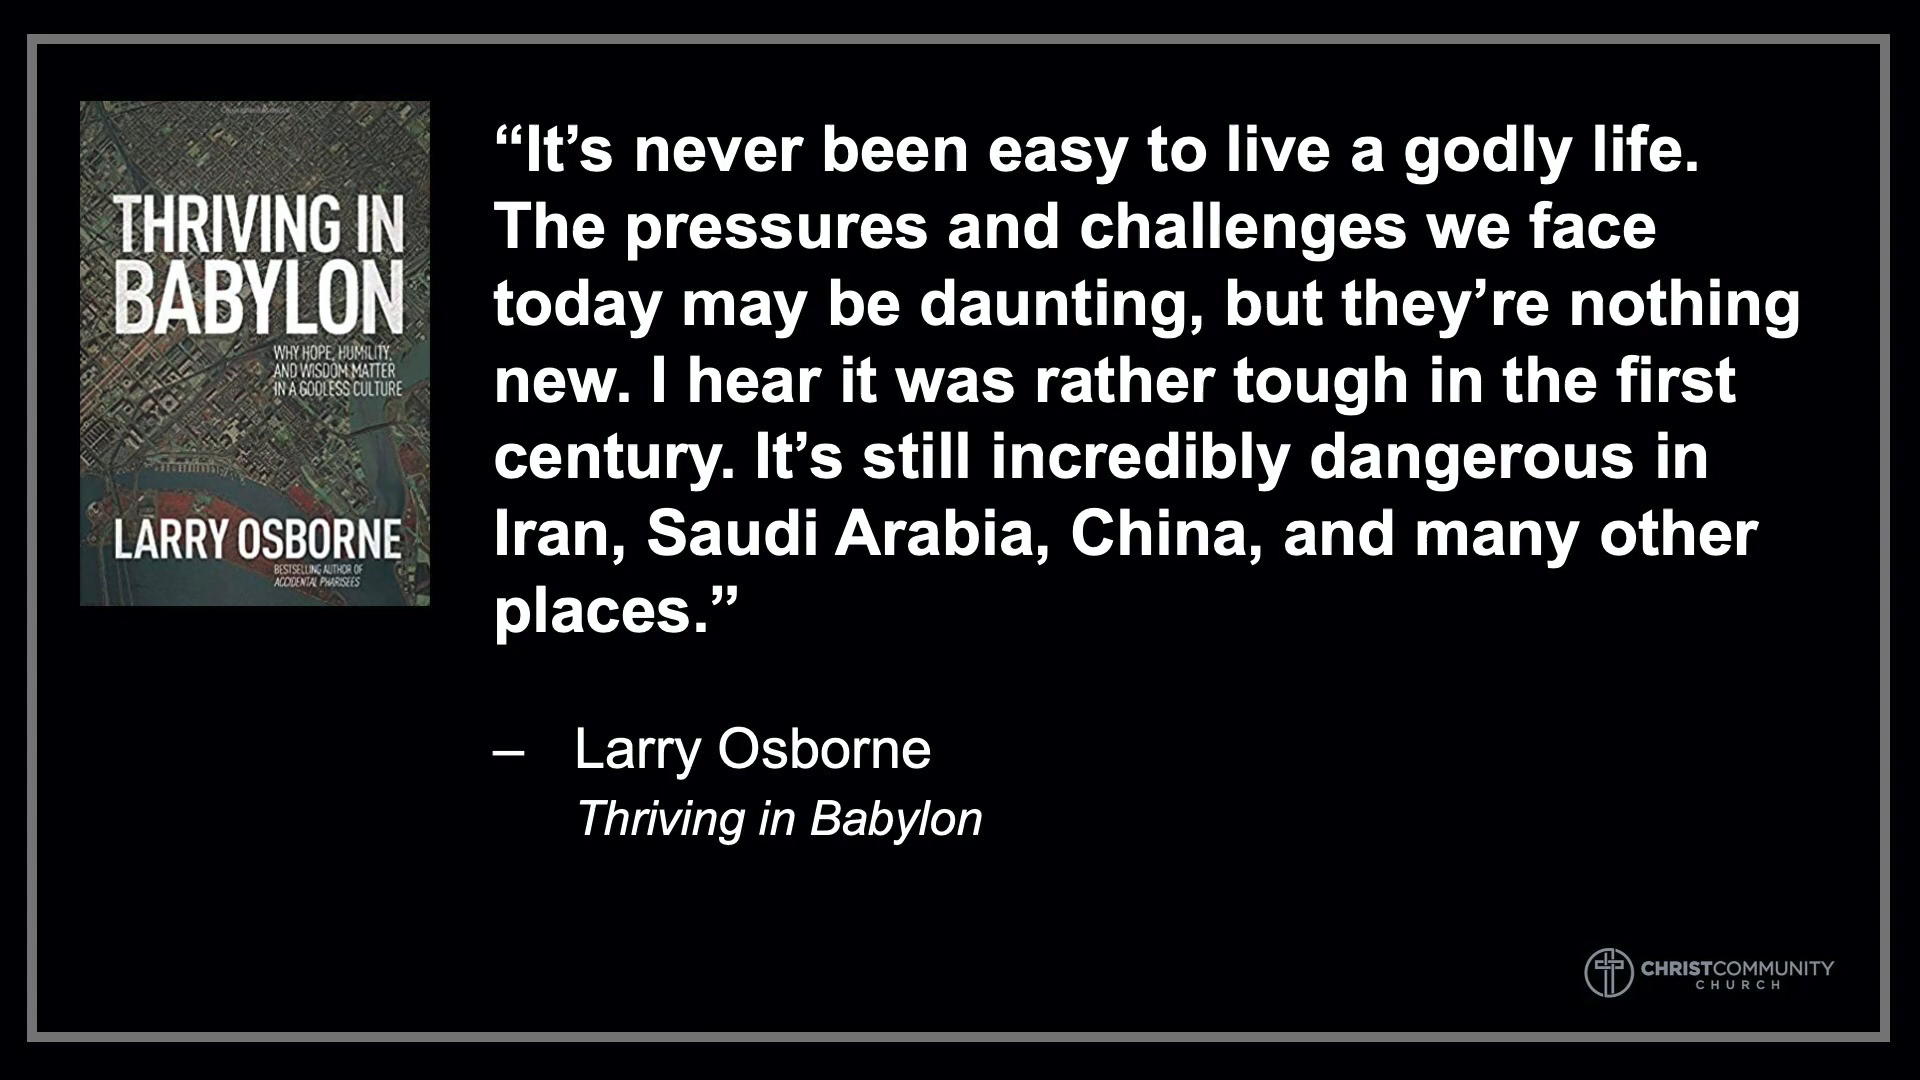 THRIVING IN
BABYLON
WHY HOPE, HUMILITY,
AND WISDOM MATTER
IN A GODLESS CULTURE
LARRY OSBORNE
BESTSELLING AUTHOR OF
ACCIDENTAL PHARISEES
“It’s never been easy to live a godly life.
The pressures and challenges we face
today may be daunting, but they’re nothing
new. I hear it was rather tough in the first
century. It’s still incredibly dangerous in
Iran, Saudi Arabia, China, and many other
places.”
– Larry Osborne
Thriving in Babylon
CHRISTCOMMUNITY
CHURCH